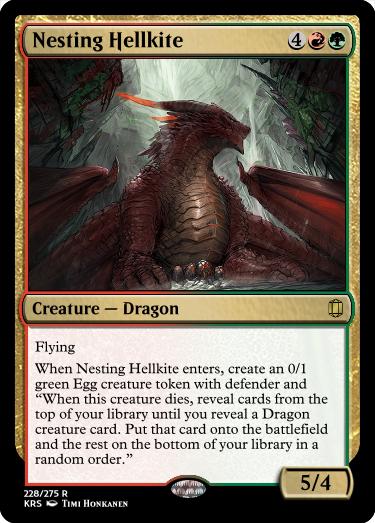 Nesting Hellkite 4
Creature — Dragon
Flying
When Nesting Hellkite enters, create an 0/1
green Egg creature token with defender and
“When this creature dies, reveal cards from the
top of your library until you reveal a Dragon
creature card. Put that card onto the battlefield
and the rest on the bottom of your library in a
random order.”
5/4
228/275 R
KRS Timi Honkanen